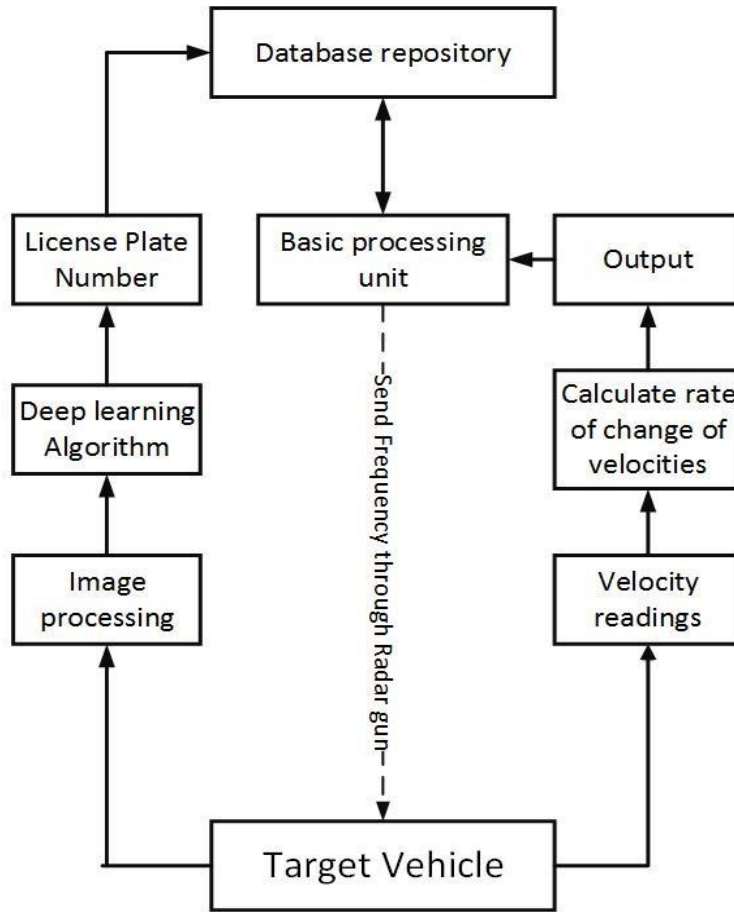 Database repository
License Plate
Number
Basic processing
unit
Output
Deep learning
Algorithm
Calculate rate
of change of
velocities
Send Frequency through Radar gun
Image
processing
Velocity
readings
Target Vehicle